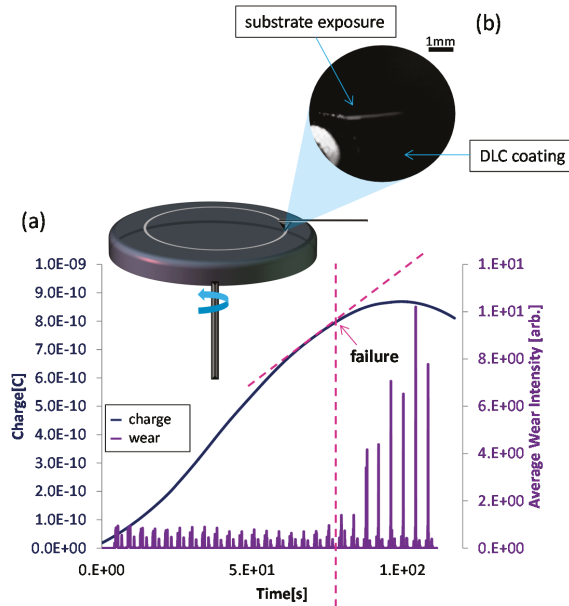 substrate exposure
(b)
1mm
DLC coating
(a)
1.0E-09
9.0E-10
8.0E-10
7.0E-10
6.0E-10
5.0E-10
4.0E-10
3.0E-10
2.0E-10
1.0E-10
0.0E+00
Charge[C]
charge
wear
failure
1.E+01
1.E+01
8.E+00
6.E+00
4.E+00
2.E+00
0.E+00
Average Wear Intensity [arb.]
0.E+00
5.E+01
1.E+02
Time[s]